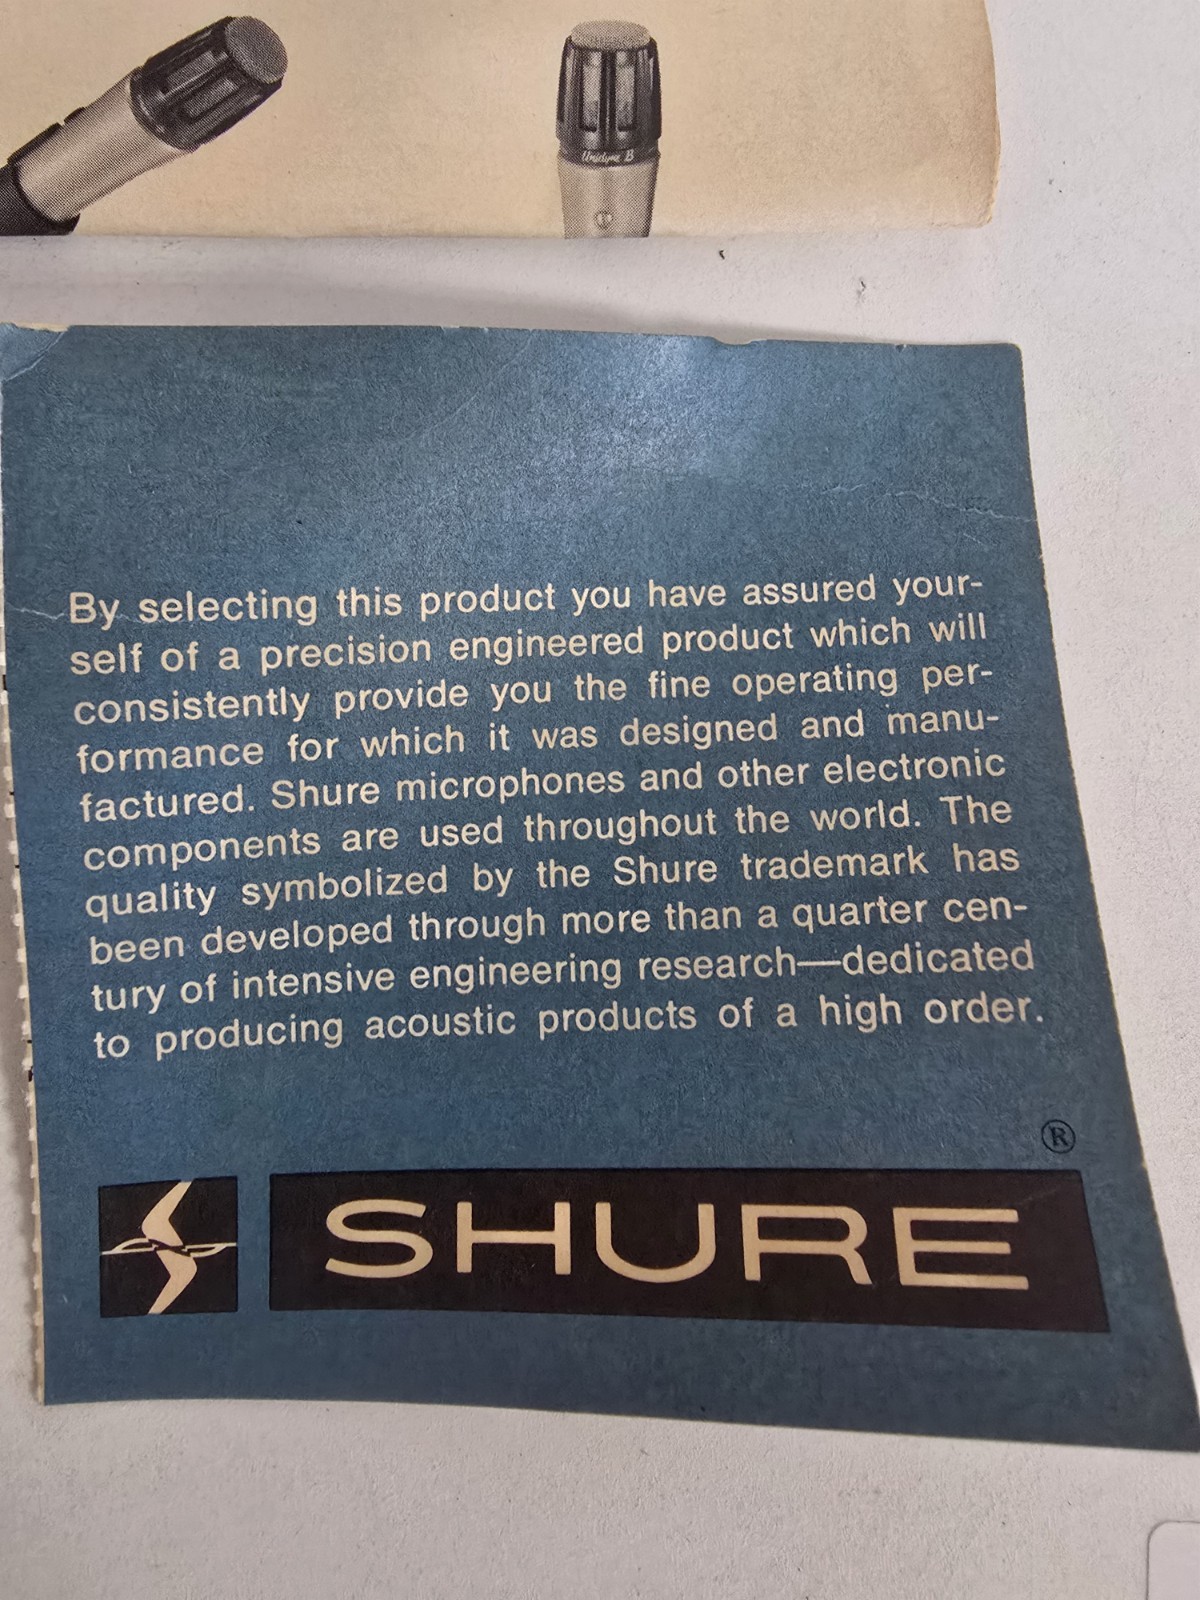 Unidyne B
By selecting this product you have assured your-
self of a precision engineered product which will
consistently provide you the fine operating per-
formance for which it was designed and manu-
factured. Shure microphones and other electronic
components are used throughout the world. The
quality symbolized by the Shure trademark has
been developed through more than a quarter cen-
tury of intensive engineering research—dedicated
to producing acoustic products of a high order.
®
SHURE